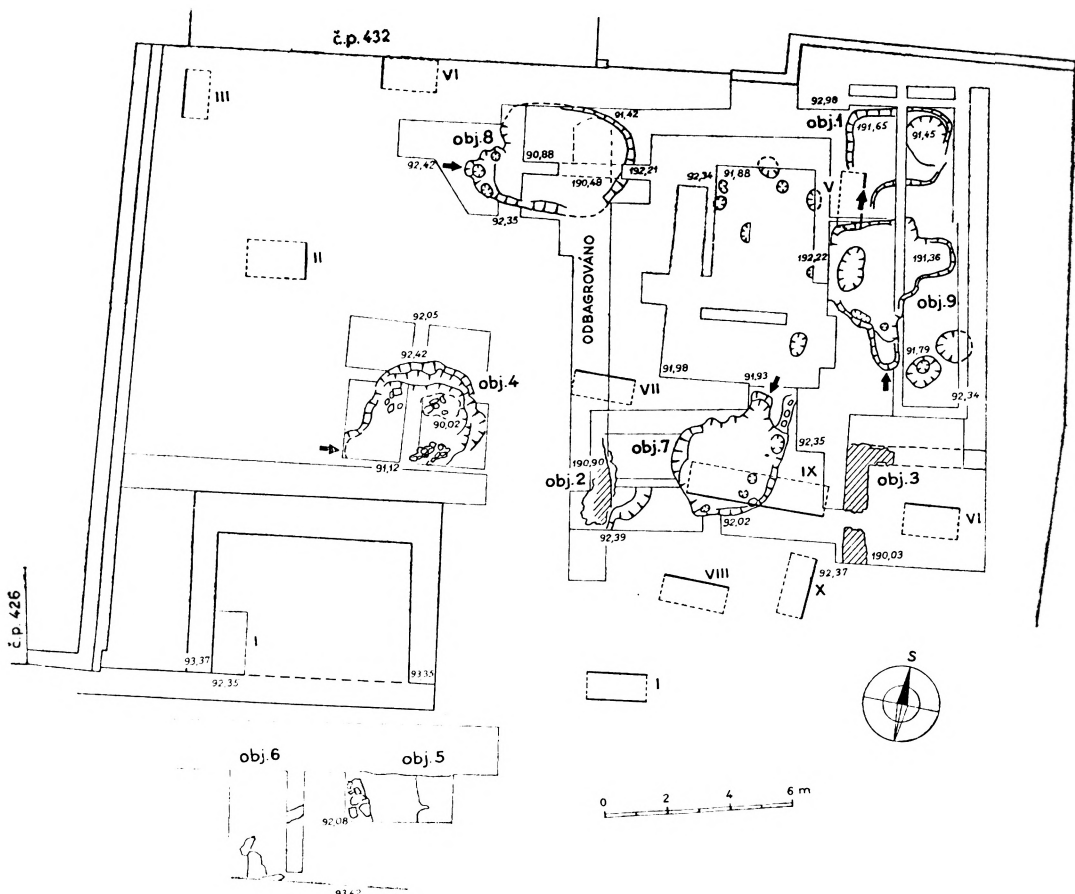 č.p. 432
VI
III
92,98
obj.1
191,65
91,45
91,42
obj.8
92,42
90,88
192,21
190,48
92,35
92,34
91,88
V
II
ODBAGROVÁNO
192,22
191,36
obj.9
92,05
92,42
obj.4
90,02
91,12
91,98
91,93
91,79
92,34
VII
obj.7
92,35
190,90
obj.2
IX
obj.3
92,02
92,39
VI
190,03
VIII
X
92,37
č.p. 426
I
93,37
92,35
93,35
I
S
obj.6
obj.5
92,08
0 2 4 6 m
93,42